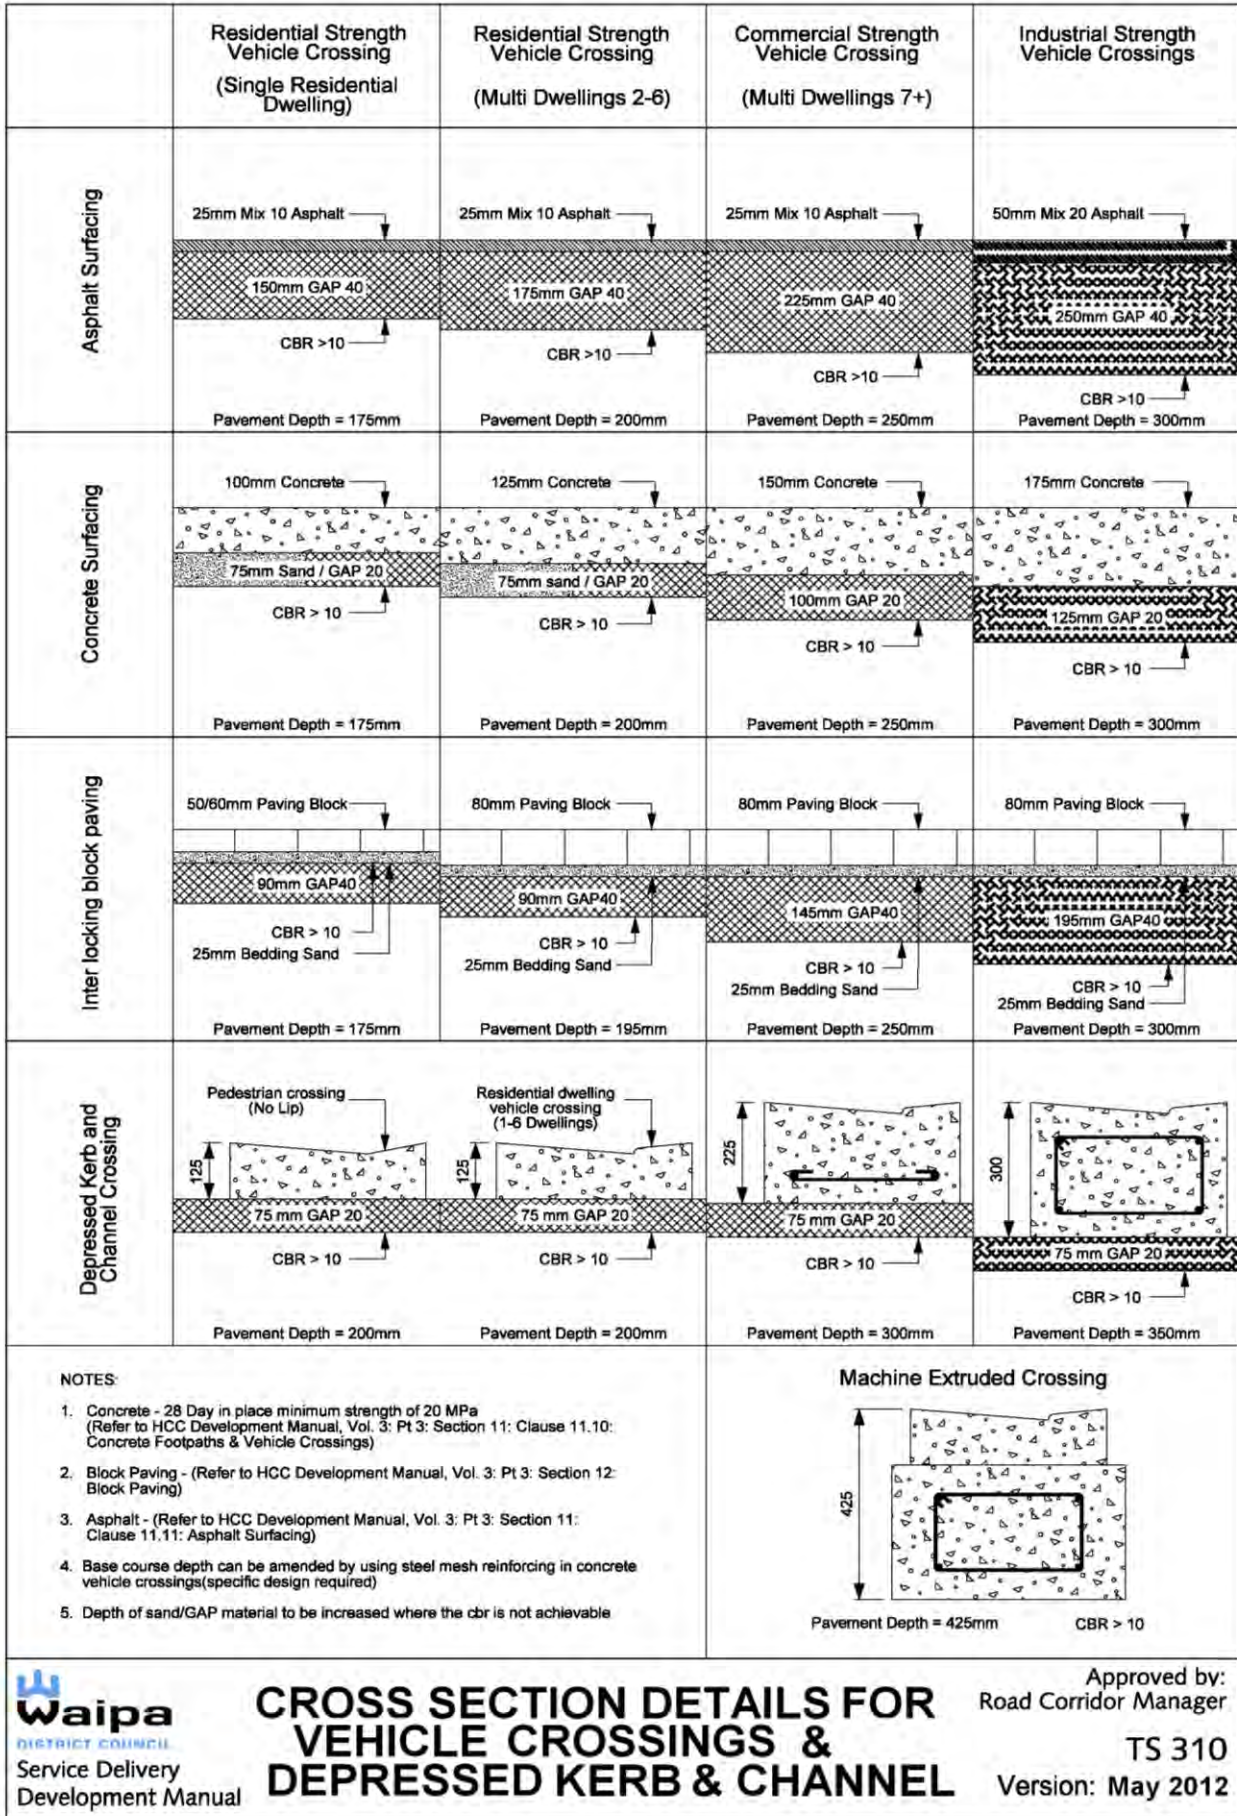 Residential Strength
Vehicle Crossing
(Single Residential
Dwelling)
Residential Strength
Vehicle Crossing
(Multi Dwellings 2-6)
Commercial Strength
Vehicle Crossing
(Multi Dwellings 7+)
Industrial Strength
Vehicle Crossings
Asphalt Surfacing
25mm Mix 10 Asphalt
150mm GAP 40
CBR >10
Pavement Depth = 175mm
25mm Mix 10 Asphalt
175mm GAP 40
CBR >10
Pavement Depth = 200mm
25mm Mix 10 Asphalt
225mm GAP 40
CBR >10
Pavement Depth = 250mm
50mm Mix 20 Asphalt
250mm GAP 40
CBR >10
Pavement Depth = 300mm
Concrete Surfacing
100mm Concrete
75mm Sand / GAP 20
CBR > 10
Pavement Depth = 175mm
125mm Concrete
75mm sand / GAP 20
CBR > 10
Pavement Depth = 200mm
150mm Concrete
100mm GAP 20
CBR > 10
Pavement Depth = 250mm
175mm Concrete
125mm GAP 20
CBR > 10
Pavement Depth = 300mm
Inter locking block paving
50/60mm Paving Block
90mm GAP40
CBR > 10
25mm Bedding Sand
Pavement Depth = 175mm
80mm Paving Block
90mm GAP40
CBR > 10
25mm Bedding Sand
Pavement Depth = 195mm
80mm Paving Block
145mm GAP40
CBR > 10
25mm Bedding Sand
Pavement Depth = 250mm
80mm Paving Block
195mm GAP40
CBR > 10
25mm Bedding Sand
Pavement Depth = 300mm
Depressed Kerb and
Channel Crossing
Pedestrian crossing
(No Lip)
125
75 mm GAP 20
CBR > 10
Pavement Depth = 200mm
Residential dwelling
vehicle crossing
(1-6 Dwellings)
125
75 mm GAP 20
CBR > 10
Pavement Depth = 200mm
225
75 mm GAP 20
CBR > 10
Pavement Depth = 300mm
300
75 mm GAP 20
CBR > 10
Pavement Depth = 350mm
NOTES:
1. Concrete - 28 Day in place minimum strength of 20 MPa
(Refer to HCC Development Manual, Vol. 3: Pt 3: Section 11: Clause 11.10:
Concrete Footpaths & Vehicle Crossings)
2. Block Paving - (Refer to HCC Development Manual, Vol. 3: Pt 3: Section 12:
Block Paving)
3. Asphalt - (Refer to HCC Development Manual, Vol. 3: Pt 3: Section 11:
Clause 11.11: Asphalt Surfacing)
4. Base course depth can be amended by using steel mesh reinforcing in concrete
vehicle crossings(specific design required)
5. Depth of sand/GAP material to be increased where the cbr is not achievable
Machine Extruded Crossing
425
Pavement Depth = 425mm CBR > 10
Waipa
DISTRICT COUNCIL
Service Delivery
Development Manual
CROSS SECTION DETAILS FOR
VEHICLE CROSSINGS &
DEPRESSED KERB & CHANNEL
Approved by:
Road Corridor Manager
TS 310
Version: May 2012